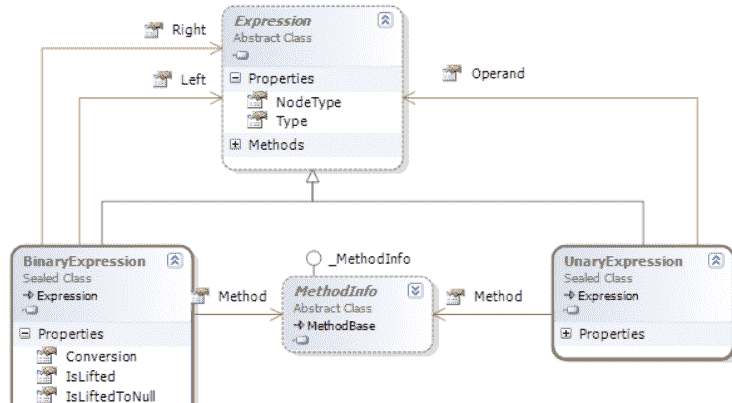 Expression
Abstract Class
Properties
NodeType
Type
Methods
Right
Left
Operand
BinaryExpression
Sealed Class
Expression
Properties
Conversion
IsLifted
IsLiftedToNull
Method
_MethodInfo
MethodInfo
Abstract Class
MethodBase
Method
UnaryExpression
Sealed Class
Expression
Properties